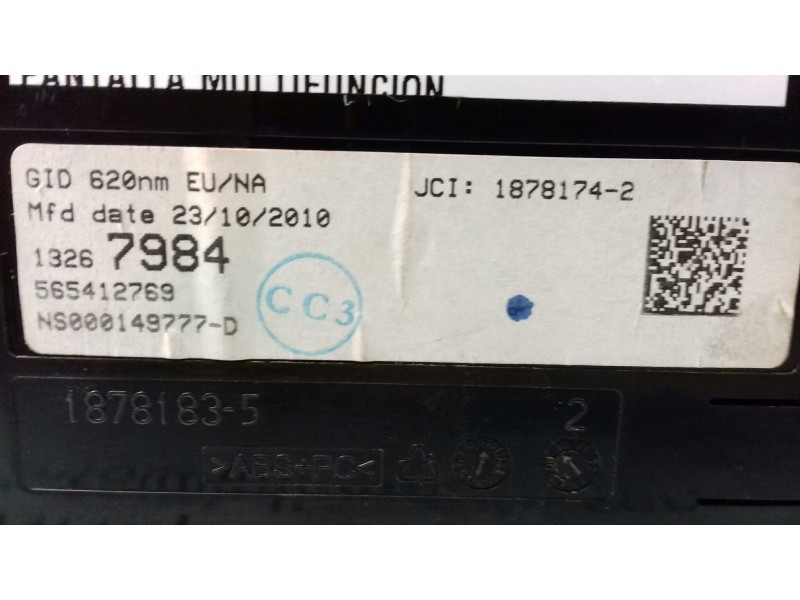 PANTALLA MULTIFUNCION
GID 620nm EU/NA
JCI: 1878174-2
Mfd date 23/10/2010
1326 7984
565412769
CC3
NS000149777-D
1878183-5
2
>ABS+PC<